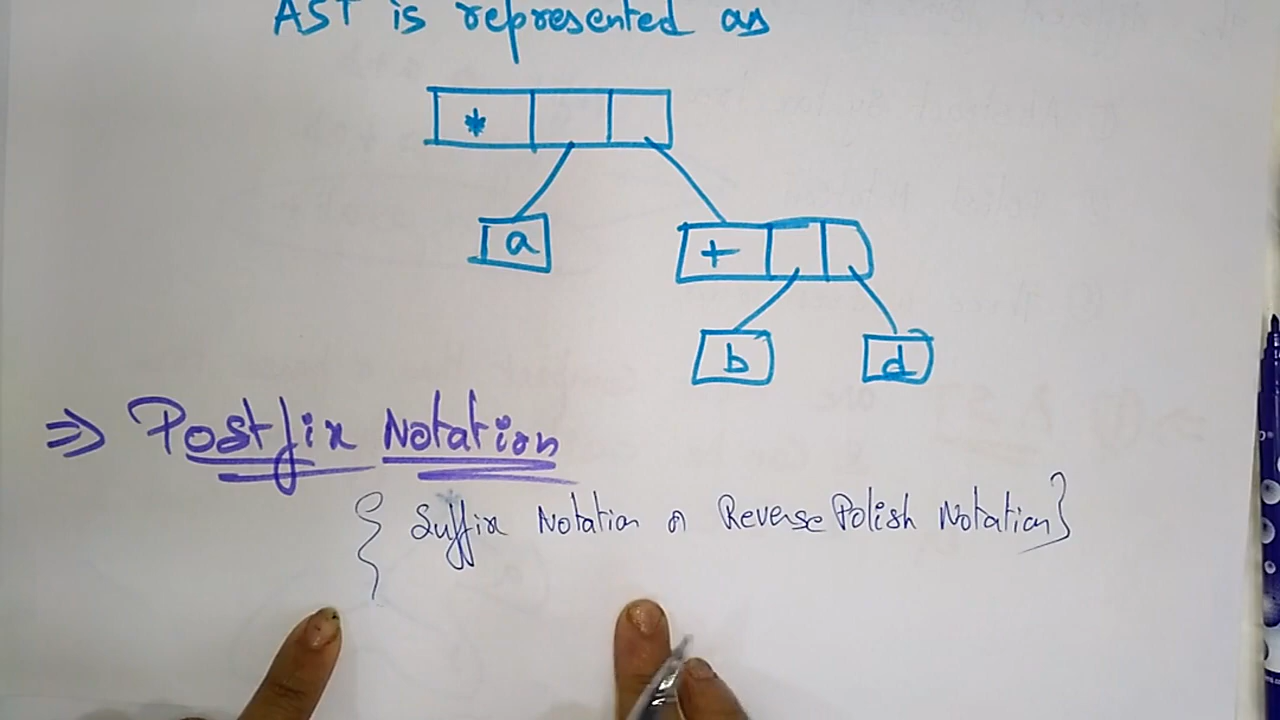 AST is represented as
*
a
+
b
d
⇒ Postfix Notation
{ Suffix Notation or Reverse Polish Notation }